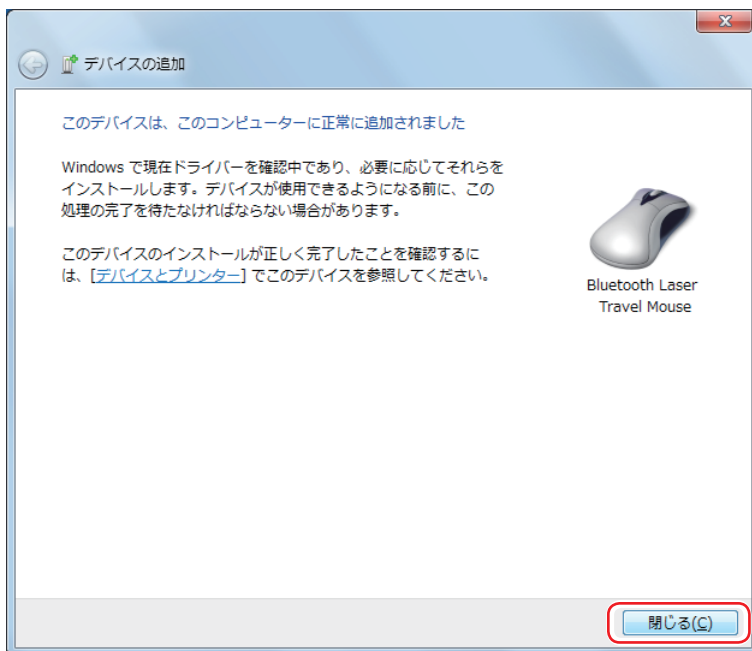 デバイスの追加
このデバイスは、このコンピューターに正常に追加されました
Windows で現在ドライバーを確認中であり、必要に応じてそれらを
インストールします。デバイスが使用できるようになる前に、この
処理の完了を待たなければならない場合があります。
このデバイスのインストールが正しく完了したことを確認するに
は、[デバイスとプリンター] でこのデバイスを参照してください。
Bluetooth Laser
Travel Mouse
閉じる(C)